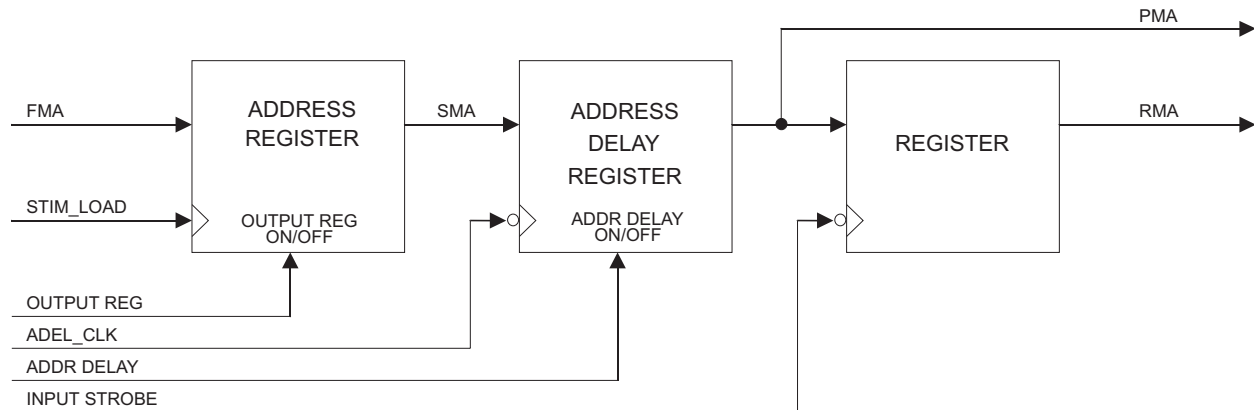 PMA
FMA
ADDRESS
REGISTER
SMA
ADDRESS
DELAY
REGISTER
REGISTER
RMA
STIM_LOAD
OUTPUT REG
ON/OFF
ADDR DELAY
ON/OFF
OUTPUT REG
ADEL_CLK
ADDR DELAY
INPUT STROBE